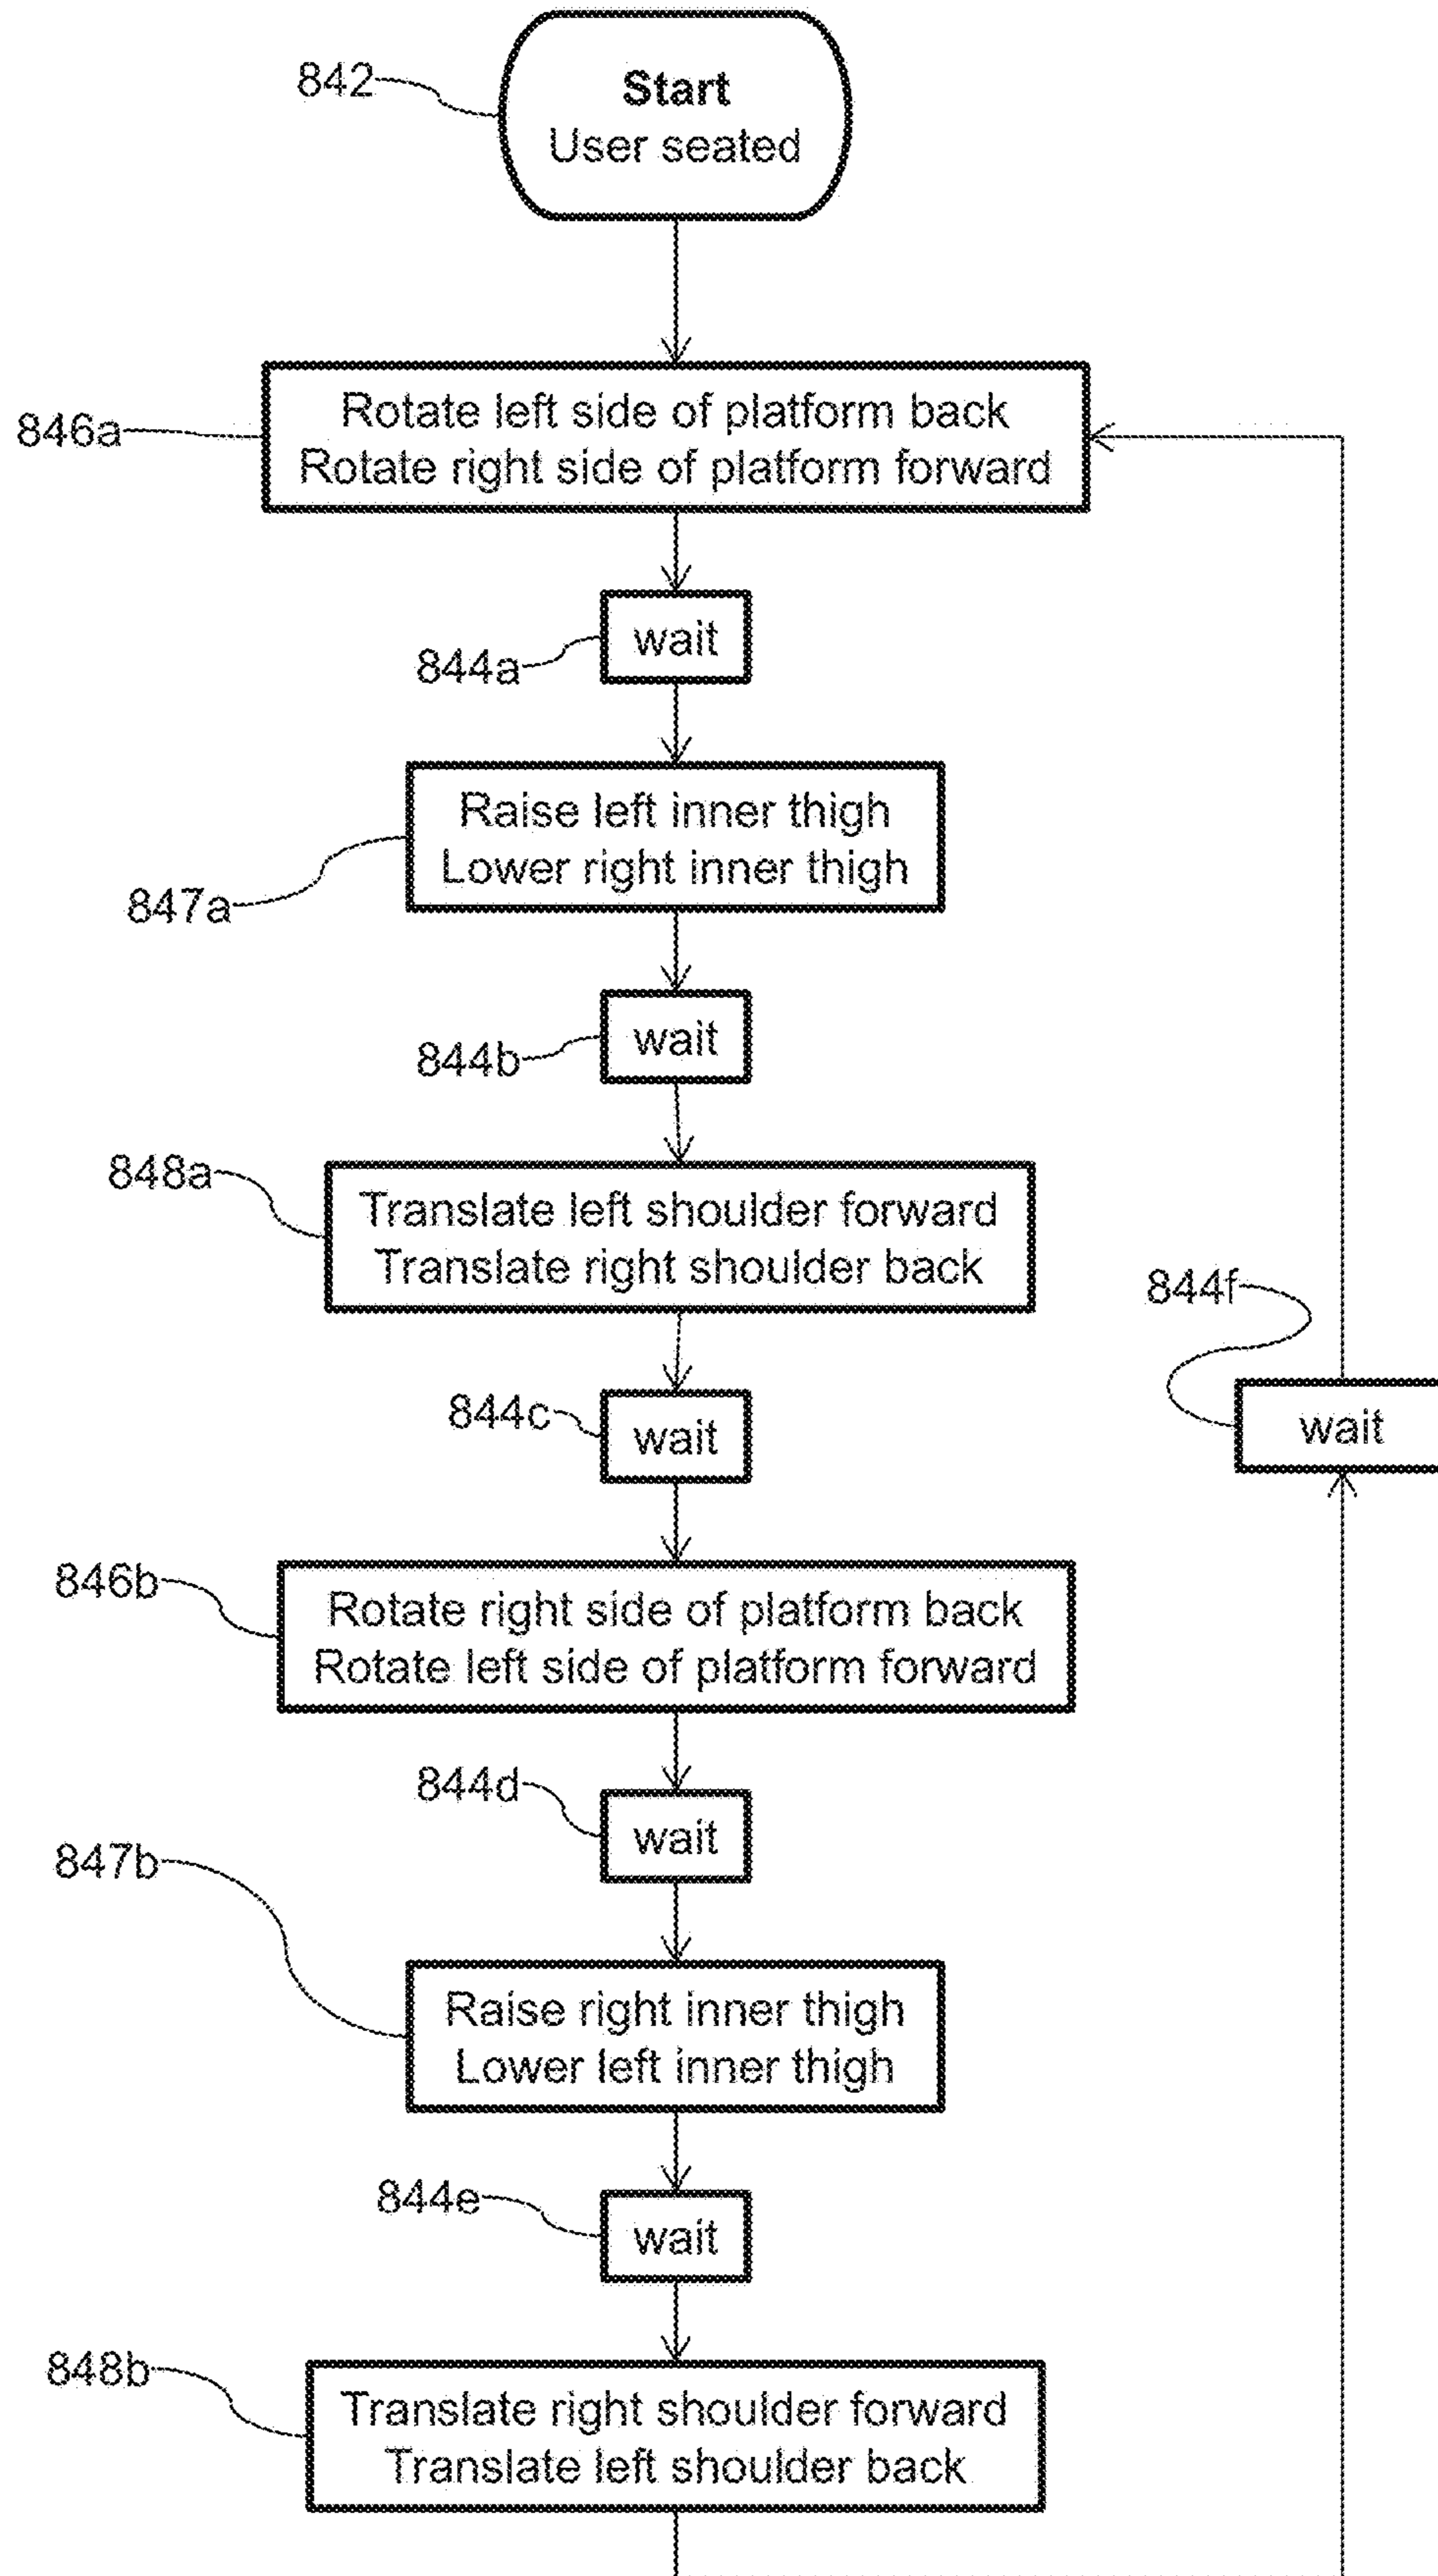 842
Start
User seated
846a
Rotate left side of platform back
Rotate right side of platform forward
844a
wait
847a
Raise left inner thigh
Lower right inner thigh
844b
wait
848a
Translate left shoulder forward
Translate right shoulder back
844f
wait
844c
wait
846b
Rotate right side of platform back
Rotate left side of platform forward
844d
wait
847b
Raise right inner thigh
Lower left inner thigh
844e
wait
848b
Translate right shoulder forward
Translate left shoulder back